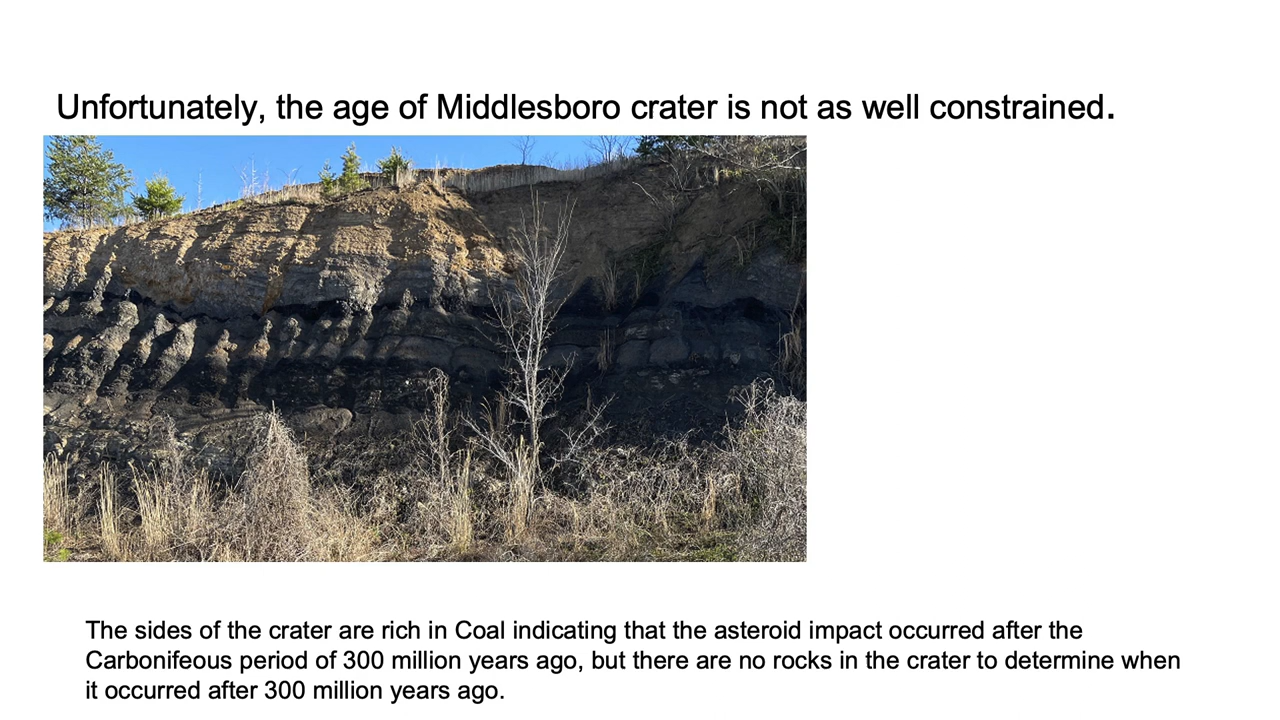 Unfortunately, the age of Middlesboro crater is not as well constrained.
The sides of the crater are rich in Coal indicating that the asteroid impact occurred after the
Carbonifeous period of 300 million years ago, but there are no rocks in the crater to determine when
it occurred after 300 million years ago.